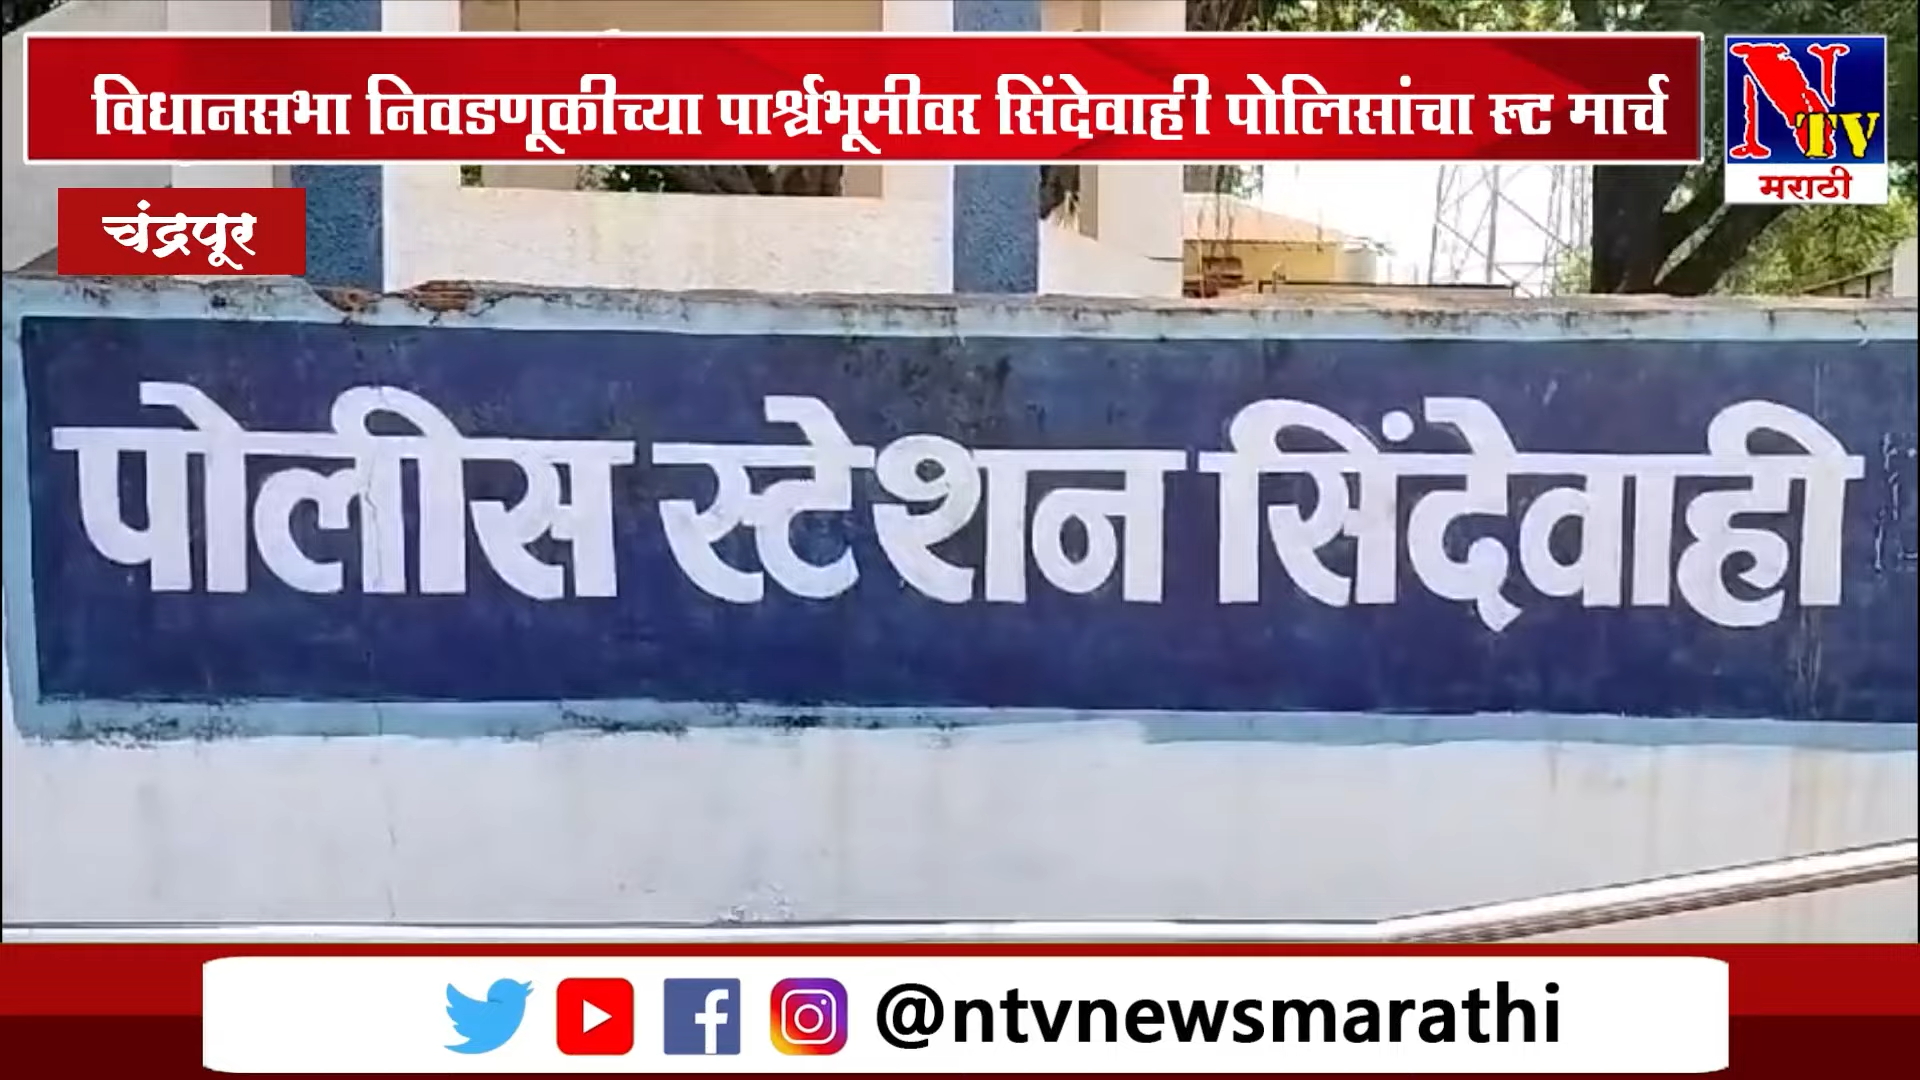 विधानसभा निवडणूकीच्या पार्श्वभूमीवर सिंदेवाही पोलिसांचा रूट मार्च
NTV
मराठी
चंद्रपूर
पोलीस स्टेशन सिंदेवाही
@ntvnewsmarathi